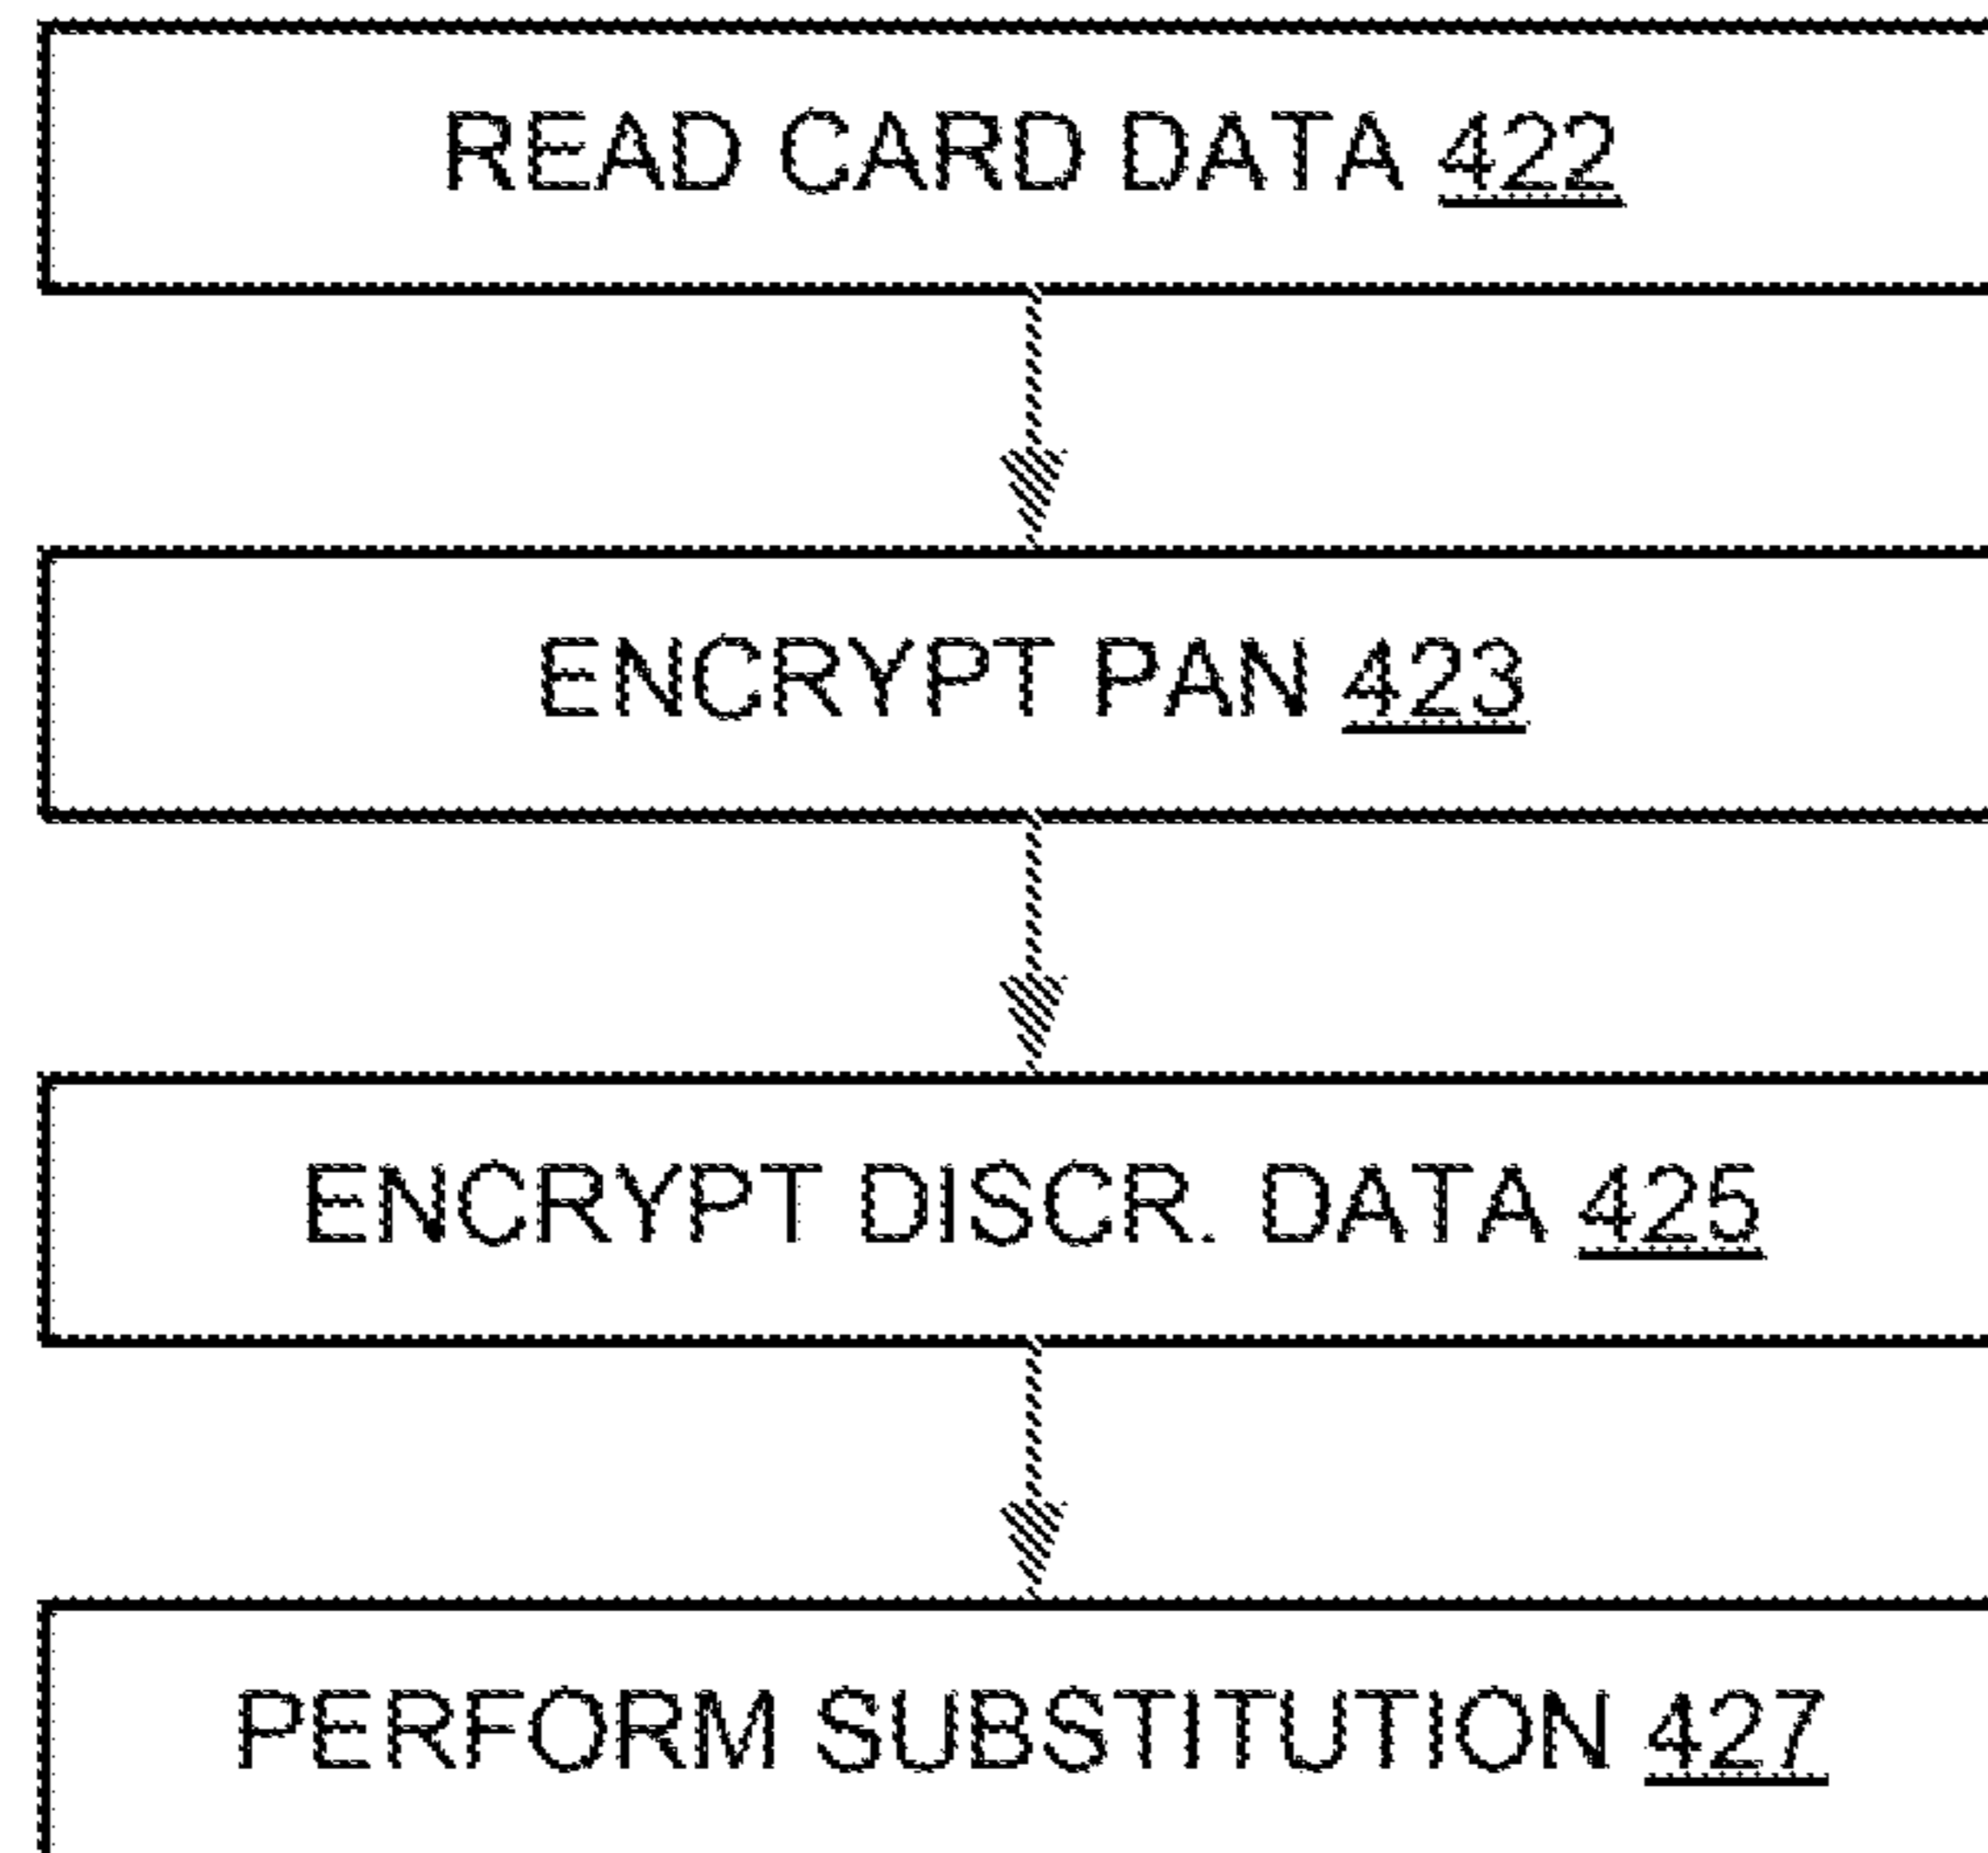 READ CARD DATA 422
ENCRYPT PAN 423
ENCRYPT DISCR. DATA 425
PERFORM SUBSTITUTION 427